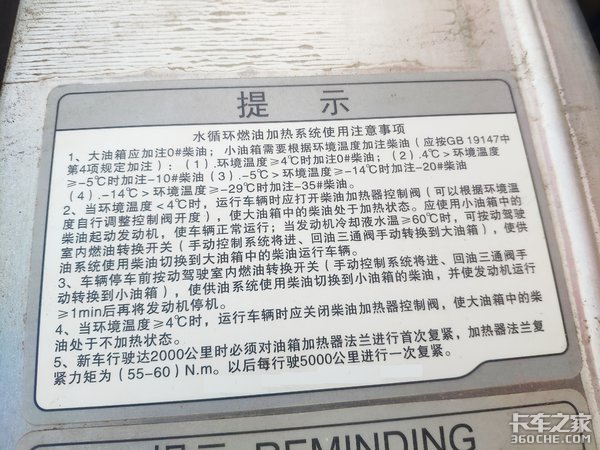 提 示
水循环燃油加热系统使用注意事项
1、大油箱应加注0#柴油；小油箱需要根据环境温度加注柴油（应按GB 19147中
第4项规定加注）：（1）.环境温度≥4℃时加注0#柴油；（2）.4℃＞环境温度
≥-5℃时加注-10#柴油（3）.-5℃＞环境温度≥-14℃时加注-20#柴油
（4）.-14℃＞环境温度≥-29℃时加注-35#柴油。
2、当环境温度＜4℃时，运行车辆时应打开柴油加热器控制阀（可以根据环境温
度自行调整控制阀开度），使大油箱中的柴油处于加热状态。应使用小油箱中的
柴油起动发动机，使车辆正常运行；当发动机冷却液水温≥60℃时，可按动驾驶
室内燃油转换开关（手动控制系统将进、回油三通阀手动转换到大油箱），使供
油系统使用柴油切换到大油箱中的柴油运行车辆。
3、车辆停车前按动驾驶室内燃油转换开关（手动控制系统将进、回油三通阀手
动转换到小油箱），使供油系统使用柴油切换到小油箱的柴油，并使发动机运行
≥1min后再将发动机停机。
4、当环境温度≥4℃时，运行车辆时应关闭柴油加热器控制阀，使大油箱中的柴
油处于不加热状态。
5、新车行驶达2000公里时必须对油箱加热器法兰进行首次复紧，加热器法兰复
紧力矩为（55-60）N.m。以后每行驶5000公里进行一次复紧。
提示 REMINDING
卡车之家
360CHE.COM